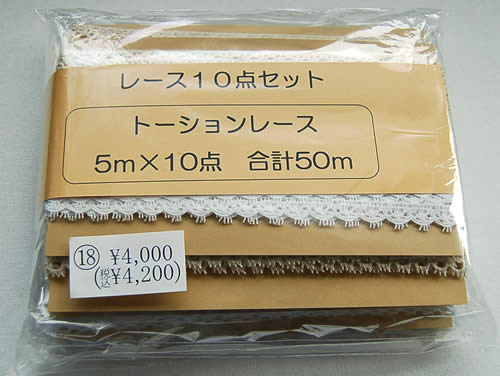 レース10点セット
トーションレース
5m×10点 合計50m
⑱ ¥4,000
(税込¥4,200)